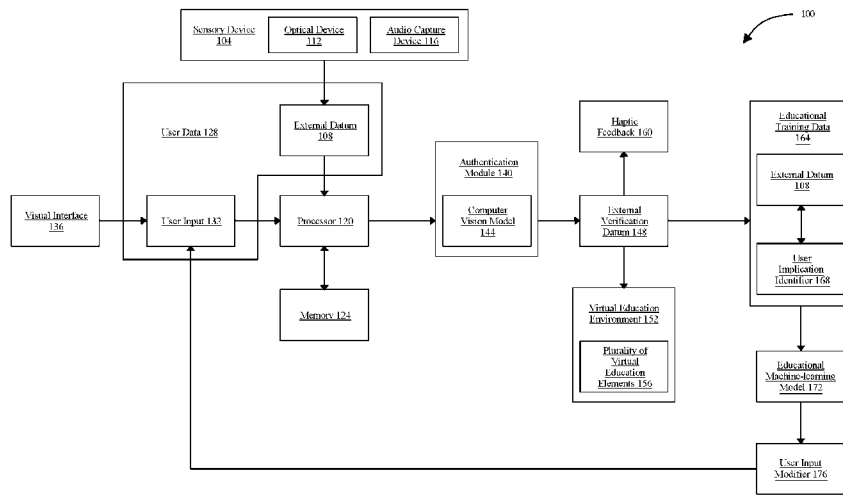 100
Sensory Device
104
Optical Device
112
Audio Capture
Device 116
User Data 128
External Datum
108
Haptic
Feedback 160
Educational
Training Data
164
External Datum
108
User
Implication
Identifier 168
Authentication
Module 140
Computer
Vision Model
144
Visual Interface
136
User Input 132
Processor 120
External
Verification
Datum 148
Memory 124
Virtual Education
Environment 152
Plurality of
Virtual
Education
Elements 156
Educational
Machine-learning
Model 172
User Input
Modifier 176